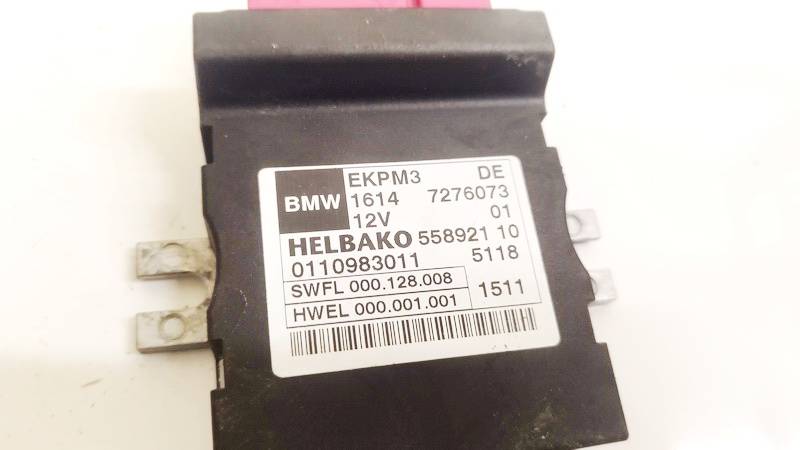 BMW
EKPM3 DE
1614 7276073
12V 01
HELBAKO 558921 10
0110983011 5118
SWFL 000.128.008
HWEL 000.001.001
1511